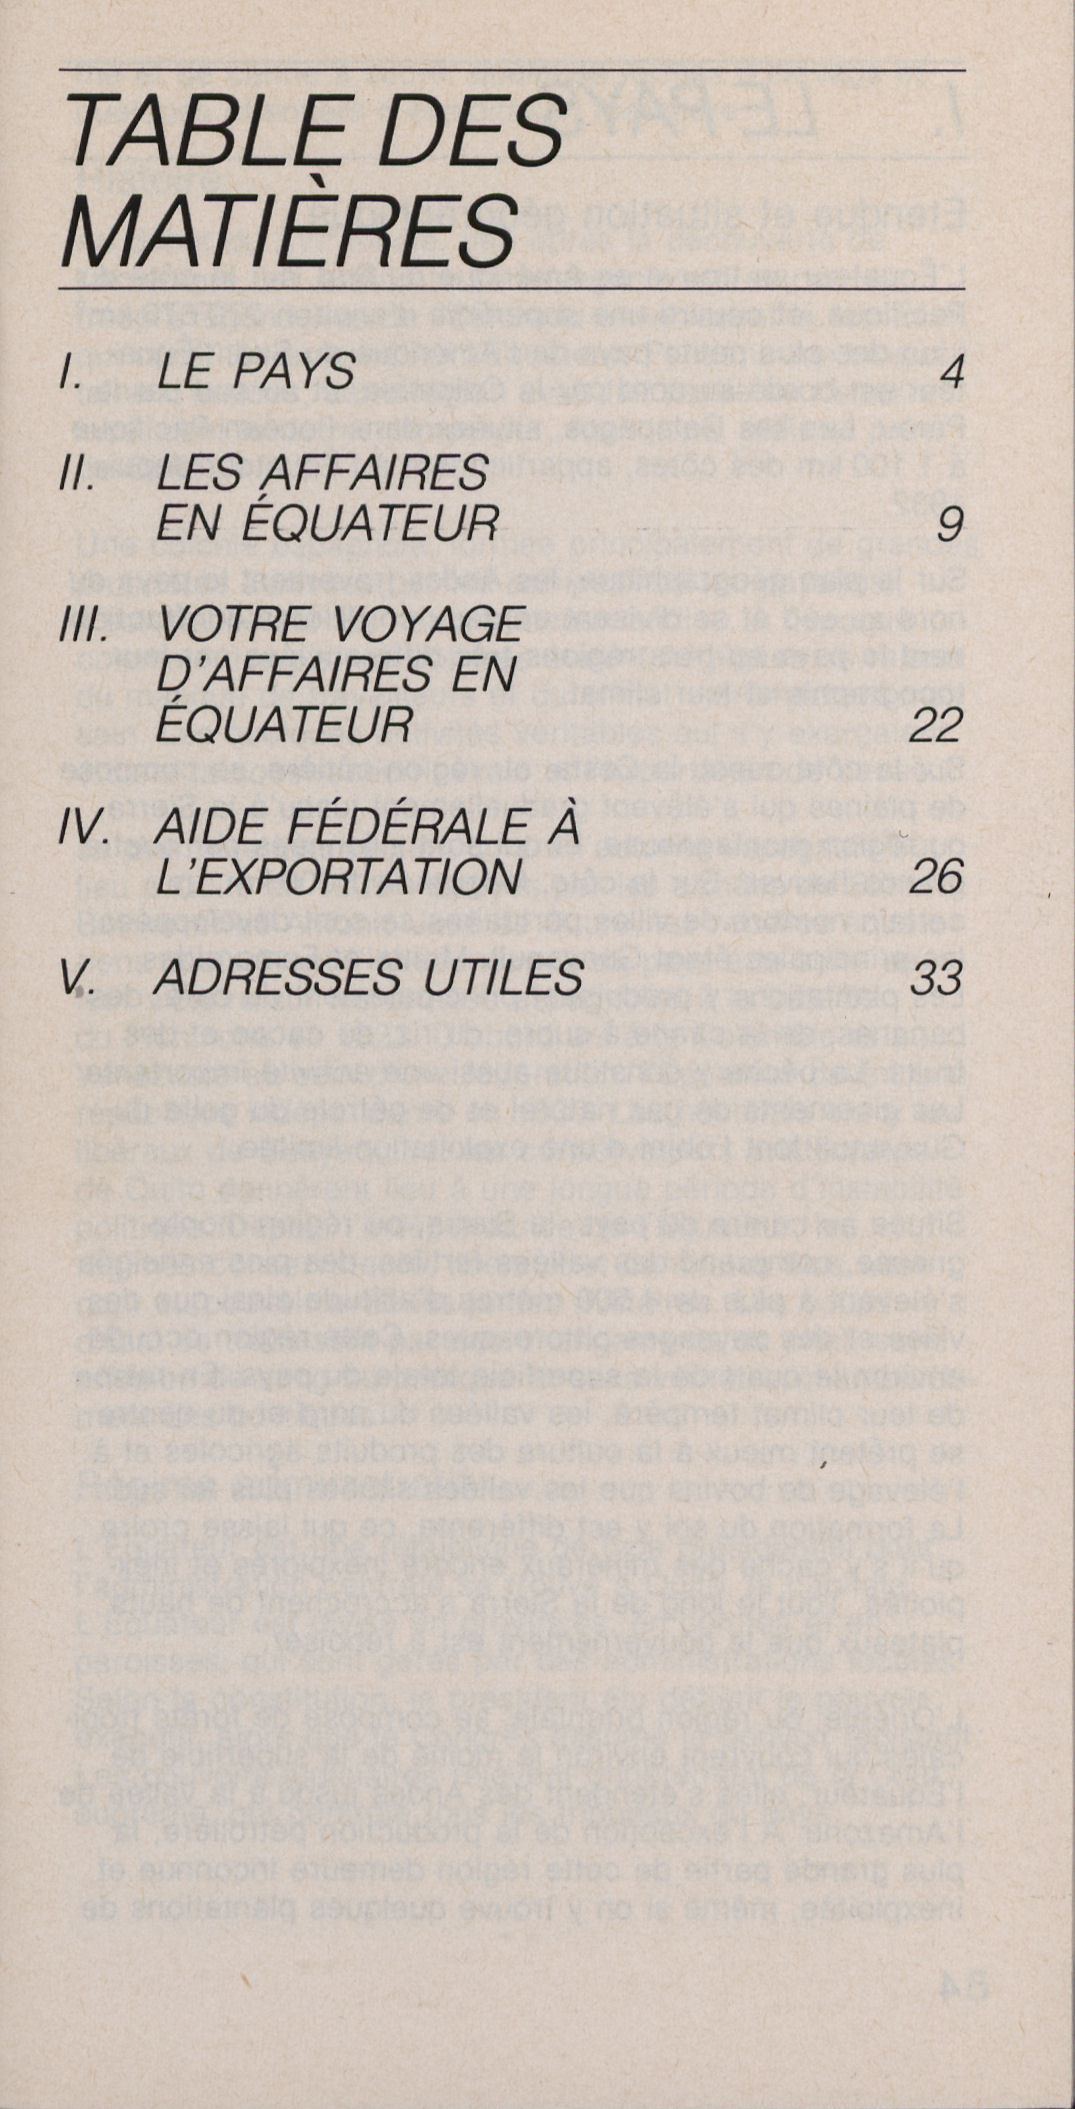 TABLE DES
MATIÈRES
I. LE PAYS 4
II. LES AFFAIRES
EN ÉQUATEUR 9
III. VOTRE VOYAGE
D'AFFAIRES EN
ÉQUATEUR 22
IV. AIDE FÉDÉRALE À
L'EXPORTATION 26
V. ADRESSES UTILES 33